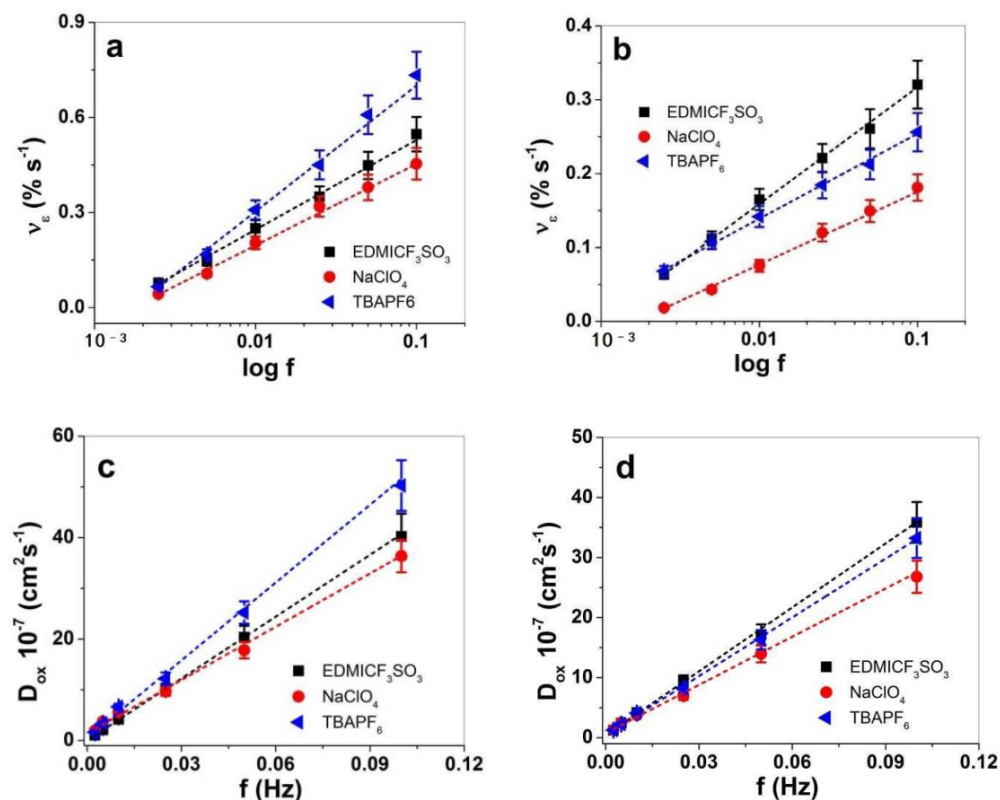 a
0.9
0.6
0.3
0.0
ν_ε (% s⁻¹)
10⁻³
0.01
0.1
log f
EDMICF₃SO₃
NaClO₄
TBAPF6
b
0.4
0.3
0.2
0.1
0.0
ν_ε (% s⁻¹)
10⁻³
0.01
0.1
log f
EDMICF₃SO₃
NaClO₄
TBAPF₆
c
60
40
20
0
D_ox 10⁻⁷ (cm²s⁻¹)
0.00 0.03 0.06 0.09 0.12
f (Hz)
EDMICF₃SO₃
NaClO₄
TBAPF₆
d
50
40
30
20
10
0
D_ox 10⁻⁷ (cm²s⁻¹)
0.00 0.03 0.06 0.09 0.12
f (Hz)
EDMICF₃SO₃
NaClO₄
TBAPF₆